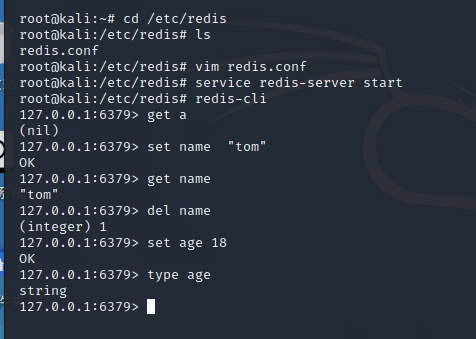 root@kali:~# cd /etc/redis
root@kali:/etc/redis# ls
redis.conf
root@kali:/etc/redis# vim redis.conf
root@kali:/etc/redis# service redis-server start
root@kali:/etc/redis# redis-cli
127.0.0.1:6379> get a
(nil)
127.0.0.1:6379> set name  "tom"
OK
127.0.0.1:6379> get name
"tom"
127.0.0.1:6379> del name
(integer) 1
127.0.0.1:6379> set age 18
OK
127.0.0.1:6379> type age
string
127.0.0.1:6379>